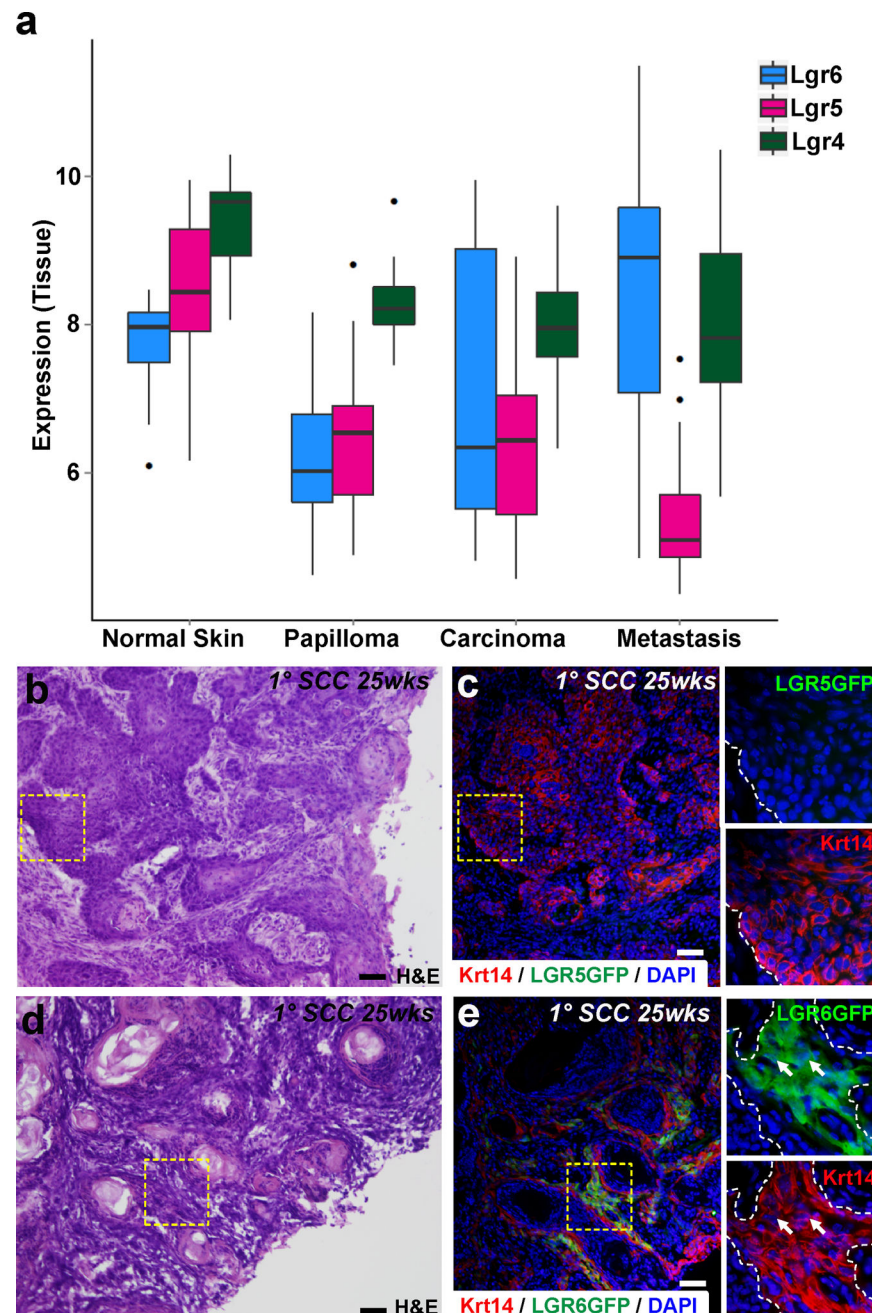 a
Lgr6
Lgr5
Lgr4
Expression (Tissue)
10
8
6
Normal Skin Papilloma Carcinoma Metastasis
b
1° SCC 25wks
H&E
c
1° SCC 25wks
Krt14 / LGR5GFP / DAPI
LGR5GFP
Krt14
d
1° SCC 25wks
H&E
e
1° SCC 25wks
Krt14 / LGR6GFP / DAPI
LGR6GFP
Krt14